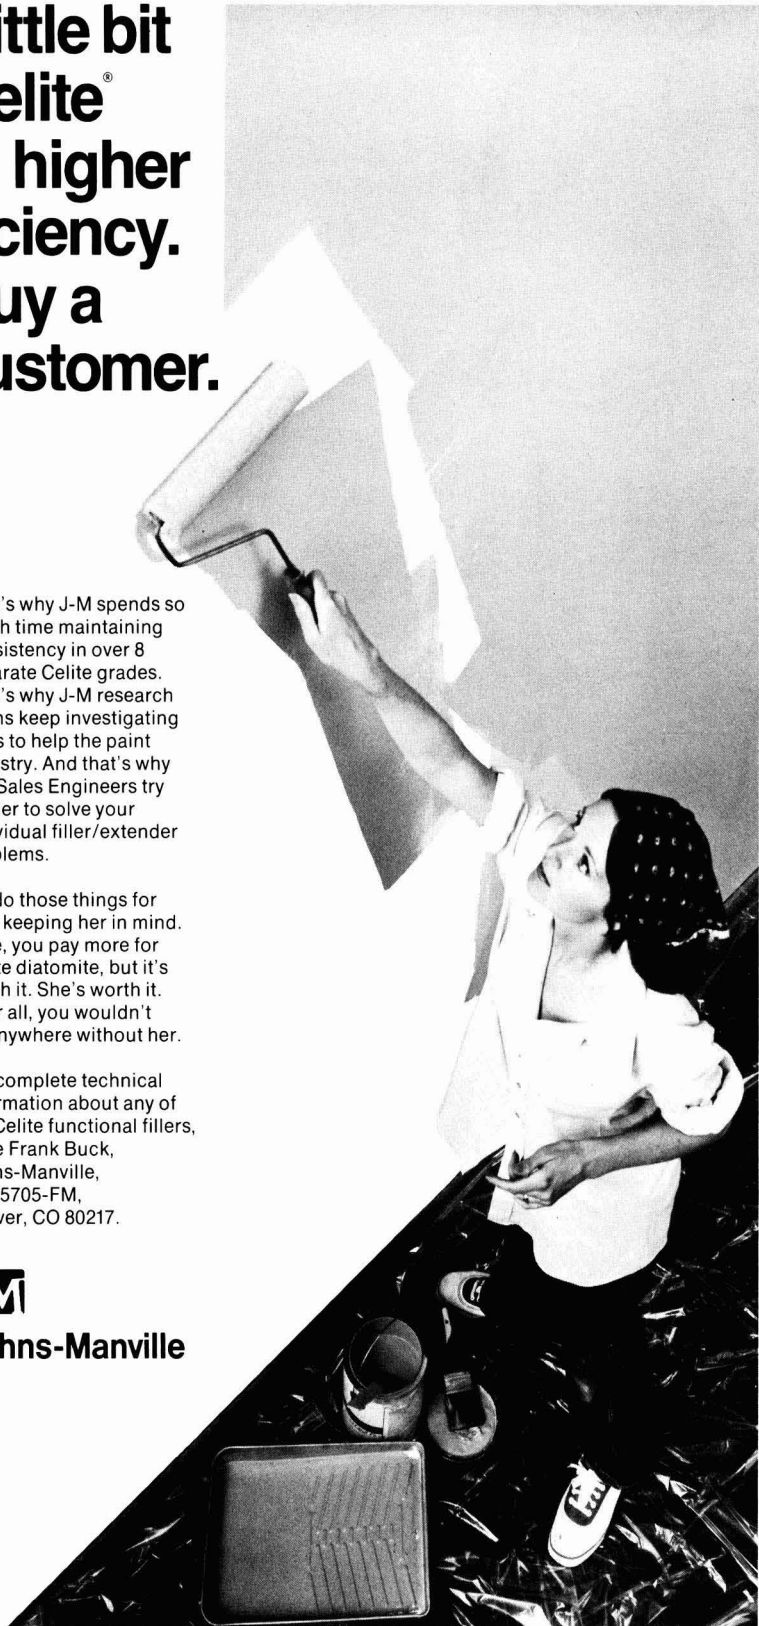 ittle bit
elite®
higher
ciency.
uy a
ustomer.
's why J-M spends so
h time maintaining
sistency in over 8
arate Celite grades.
's why J-M research
ns keep investigating
s to help the paint
stry. And that's why
Sales Engineers try
er to solve your
vidual filler/extender
blems.
do those things for
keeping her in mind.
e, you pay more for
te diatomite, but it's
h it. She's worth it.
r all, you wouldn't
nywhere without her.
complete technical
rmation about any of
Celite functional fillers,
e Frank Buck,
ns-Manville,
5705-FM,
ver, CO 80217.
M
hns-Manville